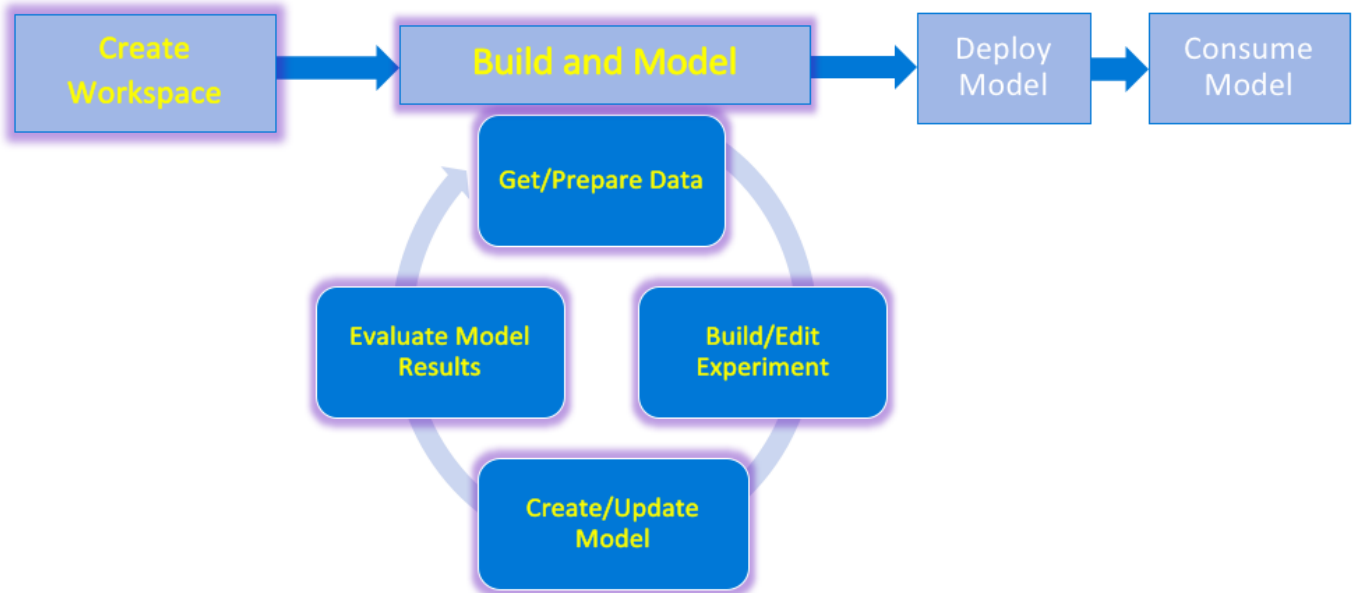 Create
Workspace
Build and Model
Deploy
Model
Consume
Model
Get/Prepare Data
Evaluate Model
Results
Build/Edit
Experiment
Create/Update
Model